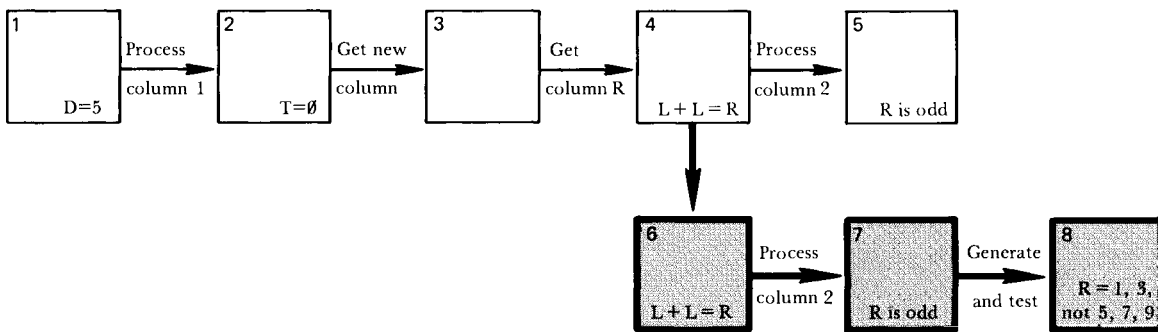 1
D=5
Process
column 1
2
T=Ø
Get new
column
3
Get
column R
4
L + L = R
Process
column 2
5
R is odd
6
L + L = R
Process
column 2
7
R is odd
Generate
and test
8
R = 1, 3,
not 5, 7, 9